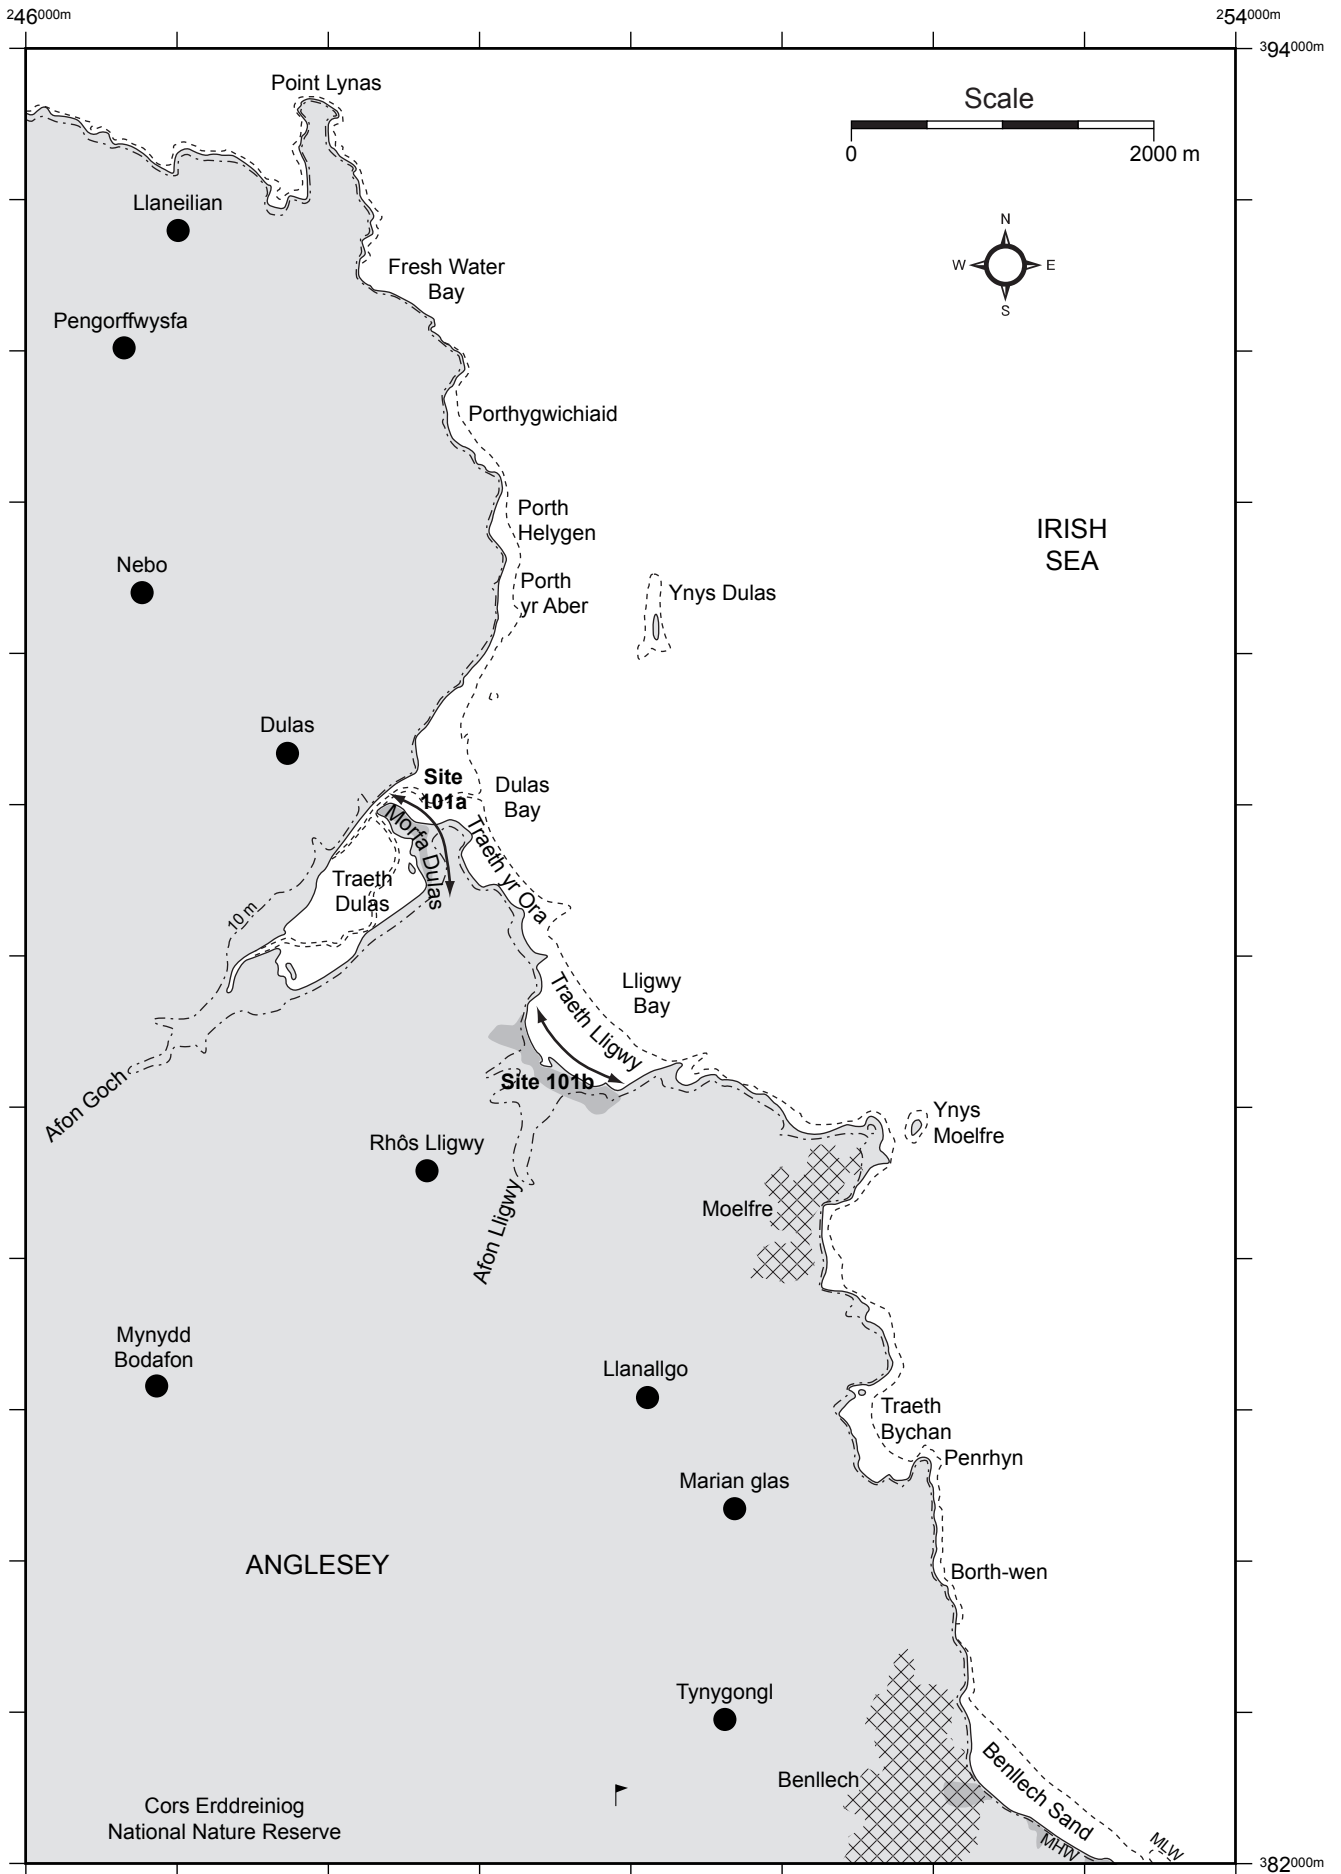 246000m
254000m
394000m
Point Lynas
Scale
0
2000 m
Llaneilian
N
W
E
S
Fresh Water
Bay
Pengorffwysfa
Porthygwichiaid
Porth
Helygen
IRISH
SEA
Nebo
Porth
yr Aber
Ynys Dulas
Dulas
Site
101a
Dulas
Bay
Morfa Dulas
Traeth yr Ora
Traeth
Dulas
10 m
Lligwy
Bay
Traeth Lligwy
Site 101b
Afon Goch
Ynys
Moelfre
Rhôs Lligwy
Afon Lligwy
Moelfre
Mynydd
Bodafon
Llanallgo
Traeth
Bychan
Penrhyn
Marian glas
ANGLESEY
Borth-wen
Tynygongl
Benllech
Benllech Sand
Cors Erddreiniog
National Nature Reserve
MHW
MLW
382000m